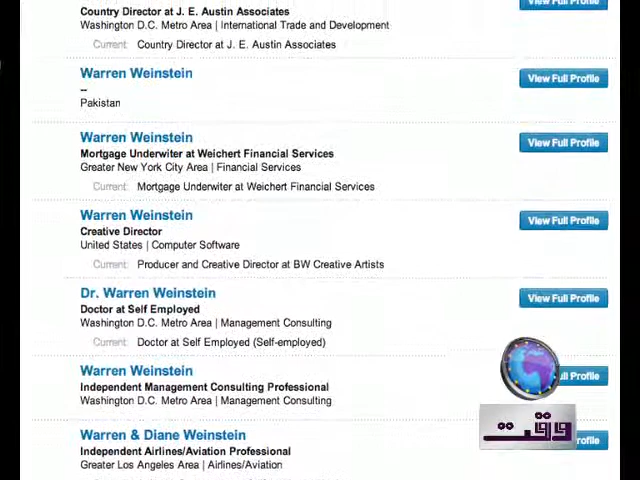 Country Director at J. E. Austin Associates
View Full Profile
Washington D.C. Metro Area | International Trade and Development
Current: Country Director at J. E. Austin Associates
Warren Weinstein
View Full Profile
--
Pakistan
Warren Weinstein
View Full Profile
Mortgage Underwiter at Weichert Financial Services
Greater New York City Area | Financial Services
Current: Mortgage Underwiter at Weichert Financial Services
Warren Weinstein
View Full Profile
Creative Director
United States | Computer Software
Current: Producer and Creative Director at BW Creative Artists
Dr. Warren Weinstein
View Full Profile
Doctor at Self Employed
Washington D.C. Metro Area | Management Consulting
Current: Doctor at Self Employed (Self-employed)
Warren Weinstein
ull Profile
Independent Management Consulting Professional
Washington D.C. Metro Area | Management Consulting
وقت
Warren & Diane Weinstein
ofile
Independent Airlines/Aviation Professional
Greater Los Angeles Area | Airlines/Aviation